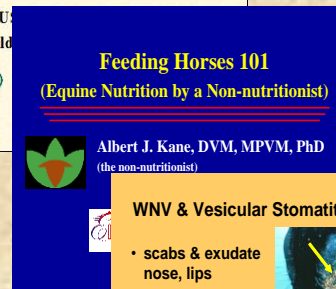 Feeding Horses 101
(Equine Nutrition by a Non-nutritionist)
Albert J. Kane, DVM, MPVM, PhD
(the non-nutritionist)
WNV & Vesicular
• scabs & exudate
nose, lips